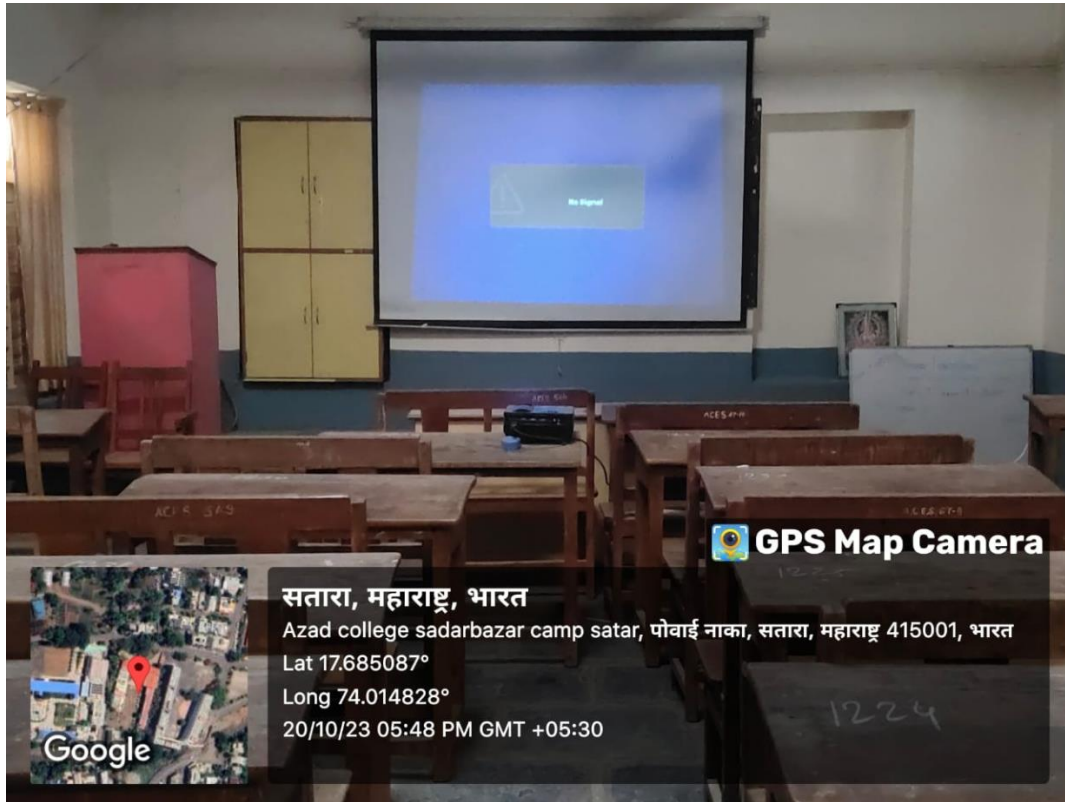 No Signal
ACES SAS
GPS Map Camera
1224
सतारा, महाराष्ट्र, भारत
Azad college sadarbazar camp satar, पोवाई नाका, सतारा, महाराष्ट्र 415001, भारत
Lat 17.685087°
Long 74.014828°
20/10/23 05:48 PM GMT +05:30
Google